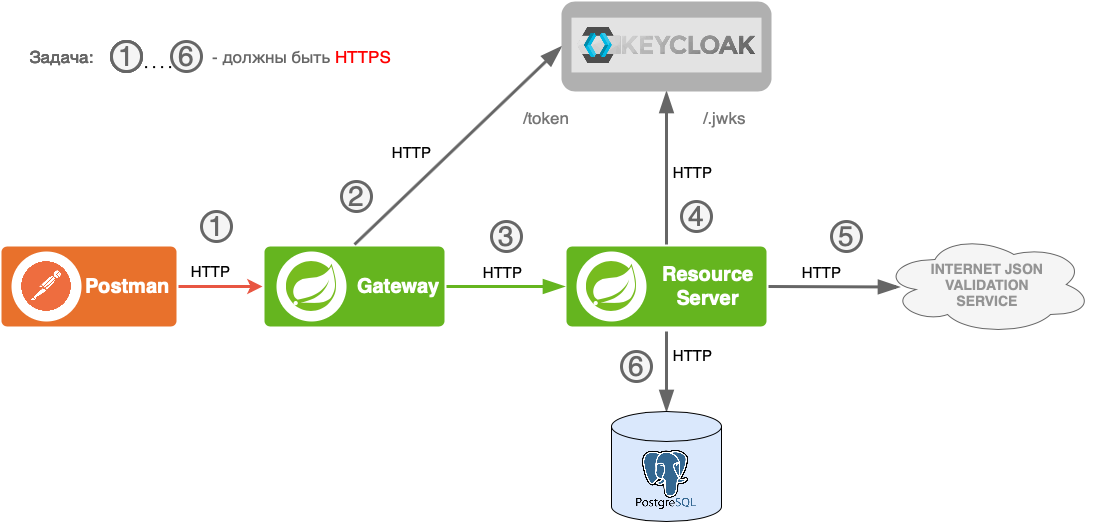 KEYCLOAK
Задача: 1 .... 6 - должны быть HTTPS
/token
/.jwks
HTTP
HTTP
2
4
1
3
5
Postman
HTTP
Gateway
HTTP
Resource
Server
HTTP
INTERNET JSON
VALIDATION
SERVICE
6
HTTP
PostgreSQL